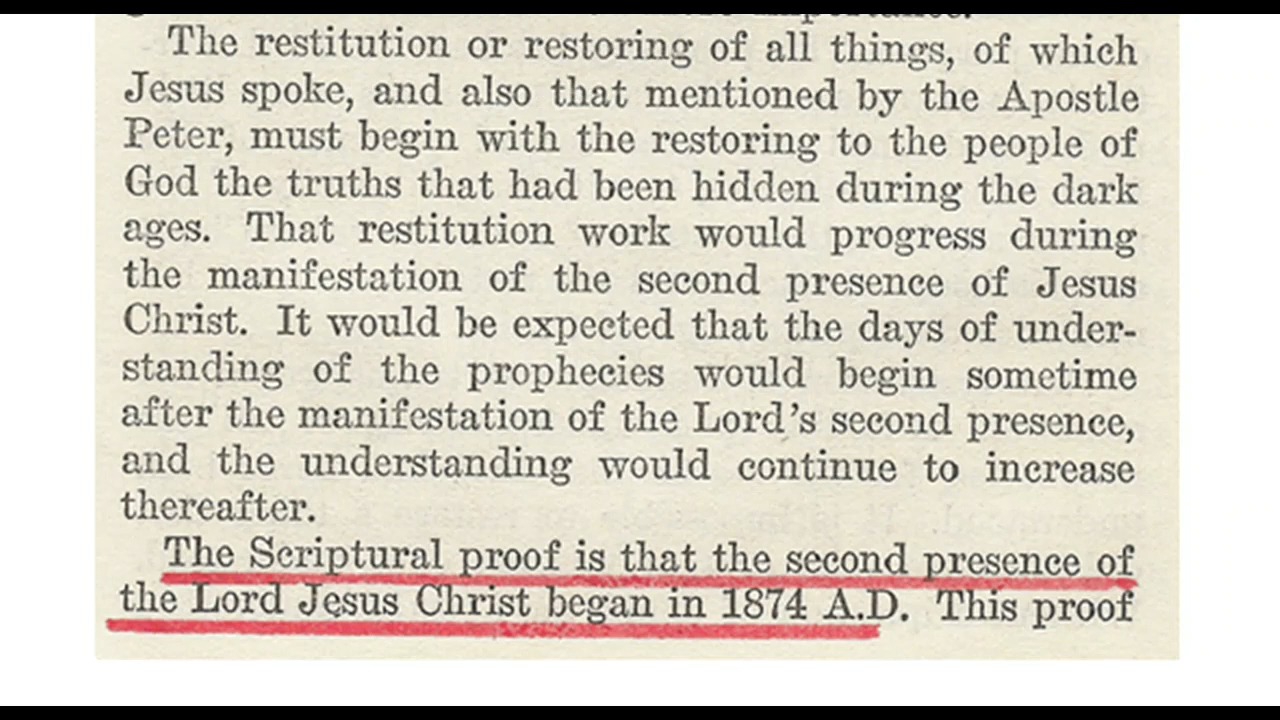 The restitution or restoring of all things, of which
Jesus spoke, and also that mentioned by the Apostle
Peter, must begin with the restoring to the people of
God the truths that had been hidden during the dark
ages. That restitution work would progress during
the manifestation of the second presence of Jesus
Christ. It would be expected that the days of under-
standing of the prophecies would begin sometime
after the manifestation of the Lord's second presence,
and the understanding would continue to increase
thereafter.
The Scriptural proof is that the second presence of
the Lord Jesus Christ began in 1874 A.D. This proof